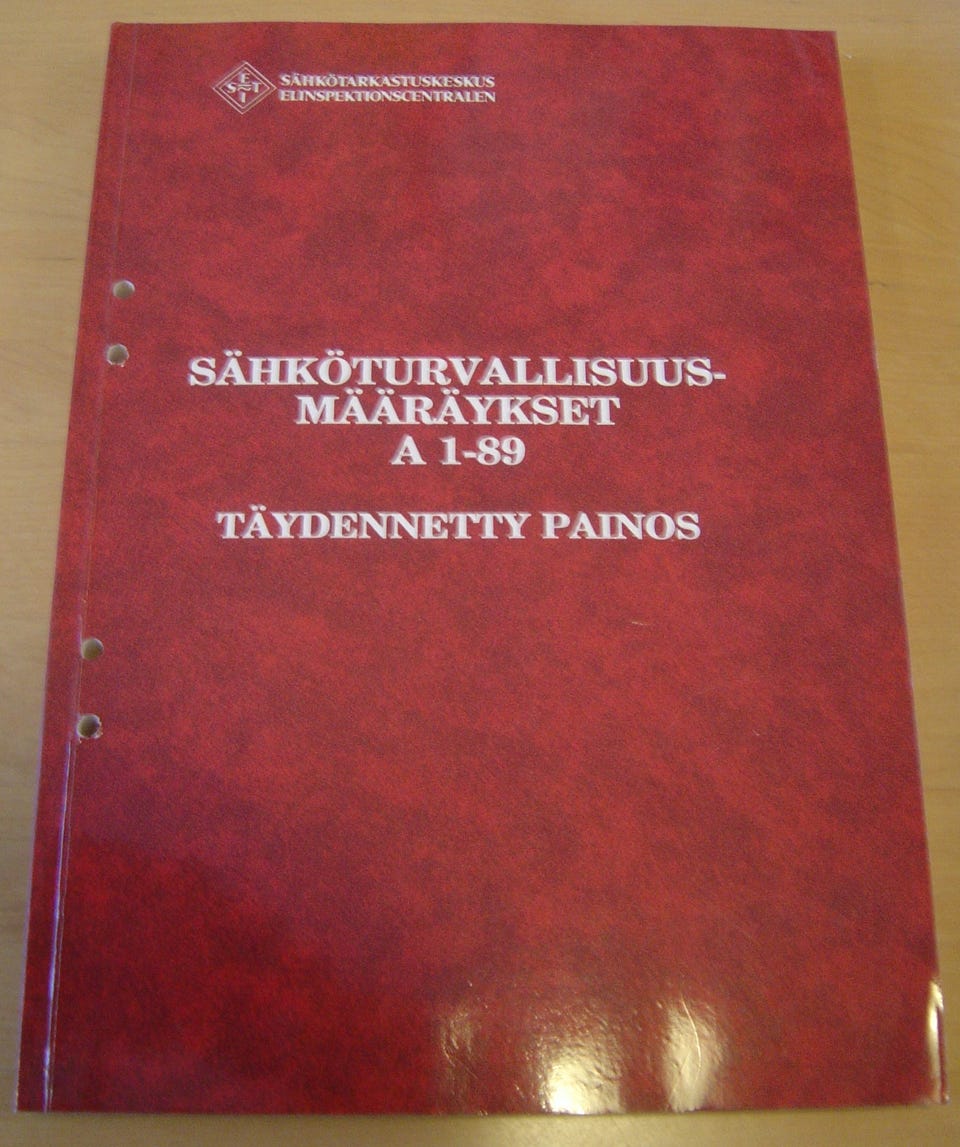 E
S T
I
SÄHKÖTARKASTUSKESKUS
ELINSPEKTIONSCENTRALEN
SÄHKÖTURVALLISUUS-
MÄÄRÄYKSET
A 1-89
TÄYDENNETTY PAINOS